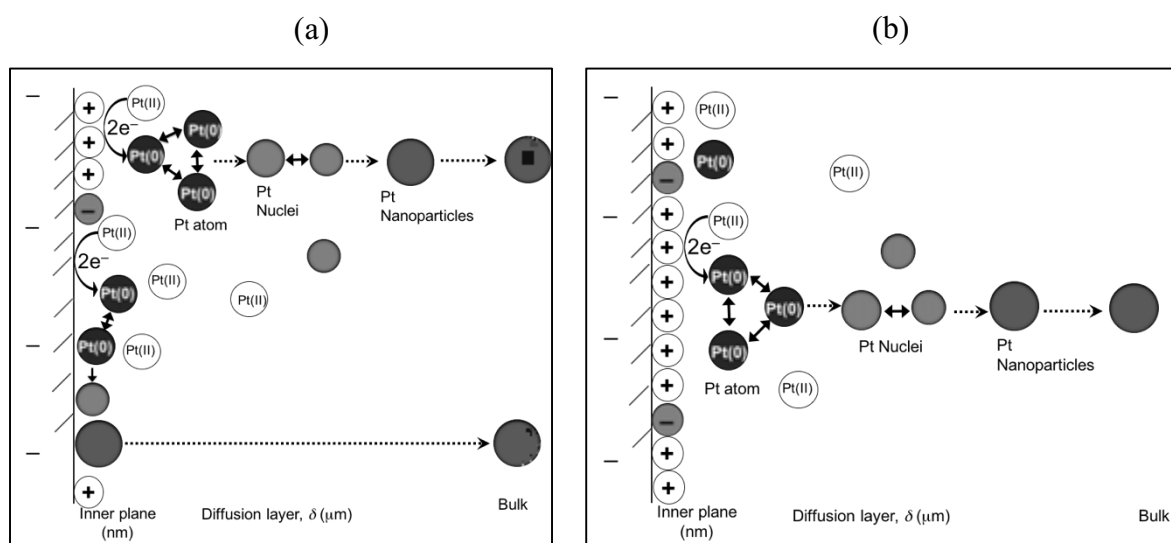 (a)
(b)
Pt(II)
2e⁻
Pt(0)
Pt(0)
Pt(0)
Pt atom
Pt
Nuclei
Pt
Nanoparticles
Pt(II)
2e⁻
Pt(0)
Pt(II)
Pt(II)
Pt(0)
Pt(II)
Inner plane
(nm)
Diffusion layer, δ (μm)
Bulk
Pt(II)
Pt(0)
Pt(II)
Pt(II)
2e⁻
Pt(0)
Pt(0)
Pt(0)
Pt atom
Pt(II)
Pt Nuclei
Pt
Nanoparticles
Inner plane
(nm)
Diffusion layer, δ (μm)
Bulk